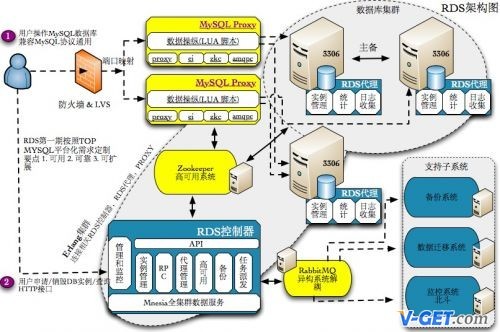 RDS架构图
1
用户操作MySQL数据库
兼容MySQL协议通用
端口映射
防火墙 & LVS
MySQL Proxy
数据操纵(LUA 脚本)
proxy
ei
zkc
amqpc
MySQL Proxy
数据操纵(LUA 脚本)
proxy
ei
zkc
amqpc
数据库集群
3306
主备
3306
RDS代理
实例管理
统计
日志收集
RDS代理
实例管理
统计
日志收集
3306
RDS代理
实例管理
统计
日志收集
RDS第一期按照TOP
MYSQL平台化需求定制
要点 1. 可用 2. 可靠 3. 可扩
展
Erlang集群
连接相关RDS控制器、RDS代理、PROXY
Zookeeper
高可用系统
RDS控制器
API
管理和监控
实例管理
RPC
代理管理
高可用
备份
任务派发
Mnesia全集群数据服务
RabbitMQ
异构系统解
耦
支持子系统
备份系统
数据迁移系统
监控系统
北斗
2
用户申请/销毁DB实例/查询
HTTP接口
V-GET.com